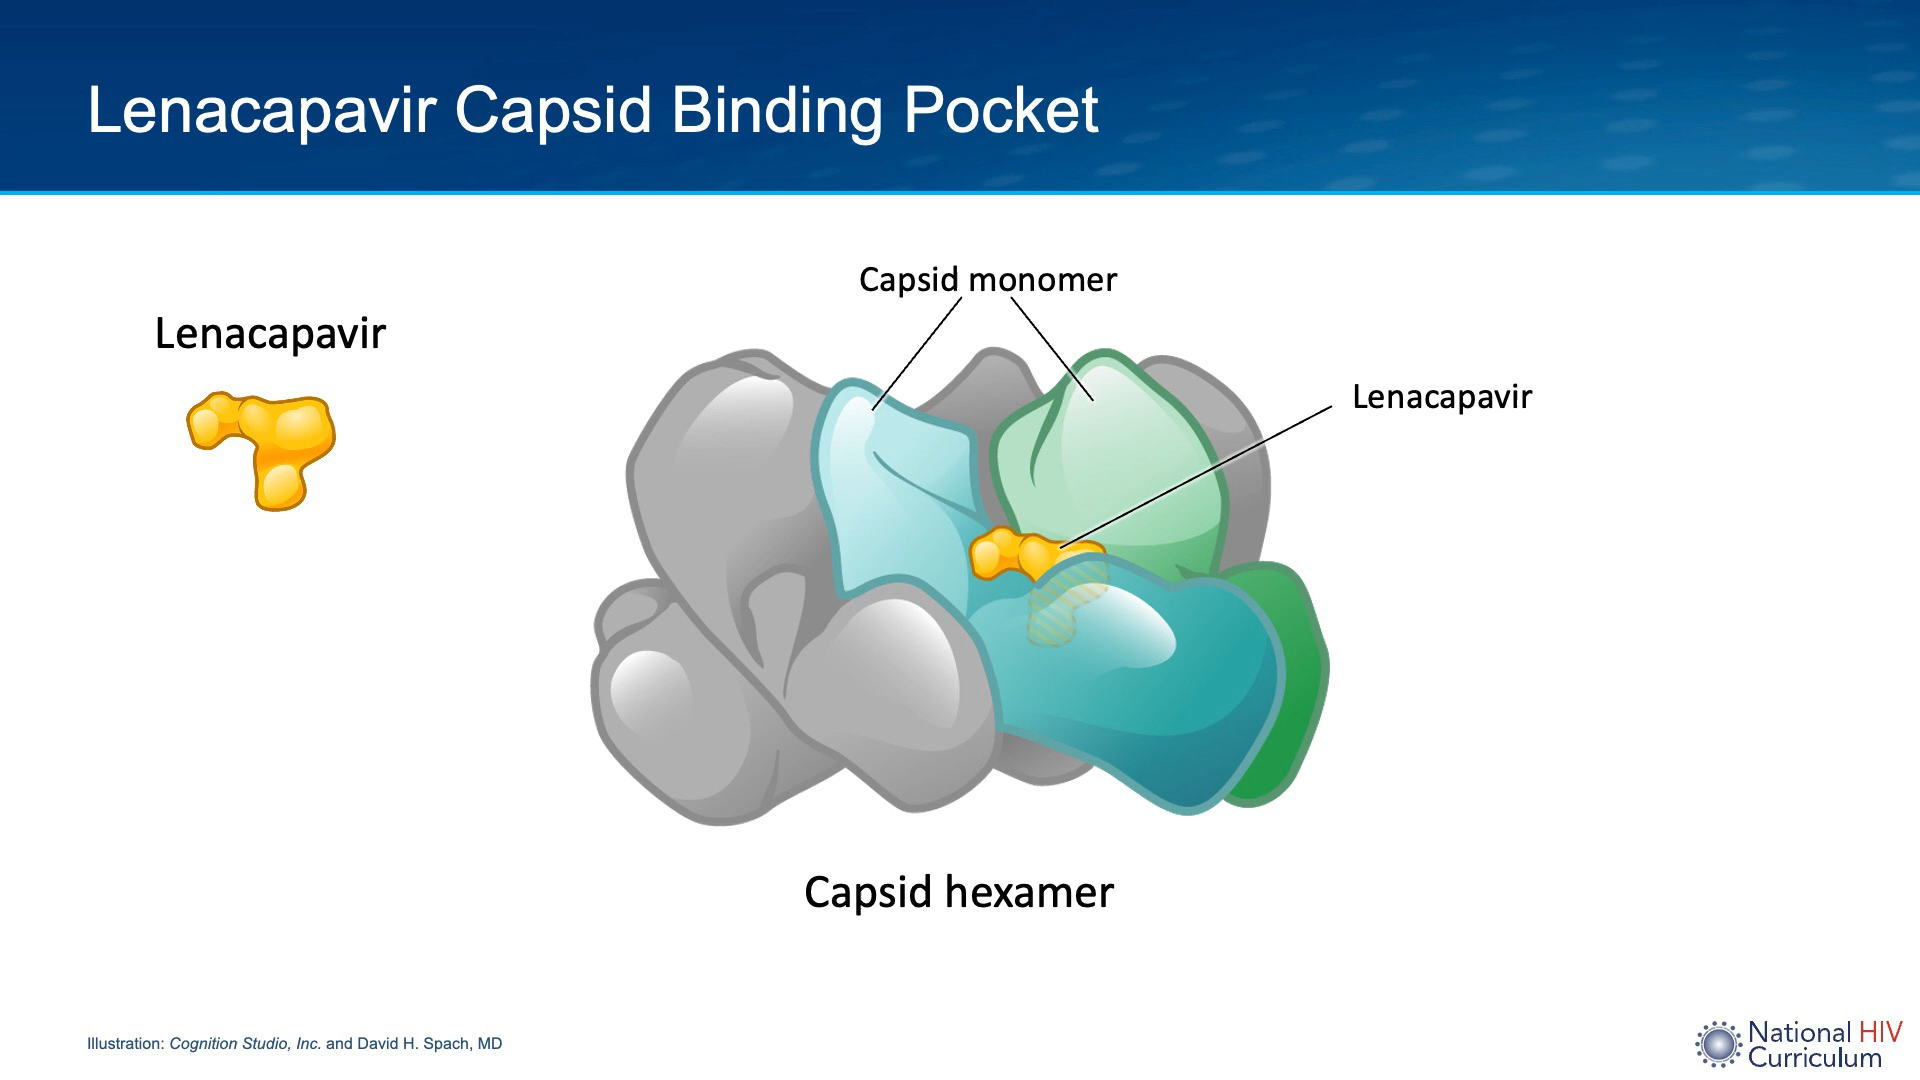 Lenacapavir Capsid Binding Pocket
Capsid monomer
Lenacapavir
Lenacapavir
Capsid hexamer
Illustration: Cognition Studio, Inc. and David H. Spach, MD
National HIV
Curriculum